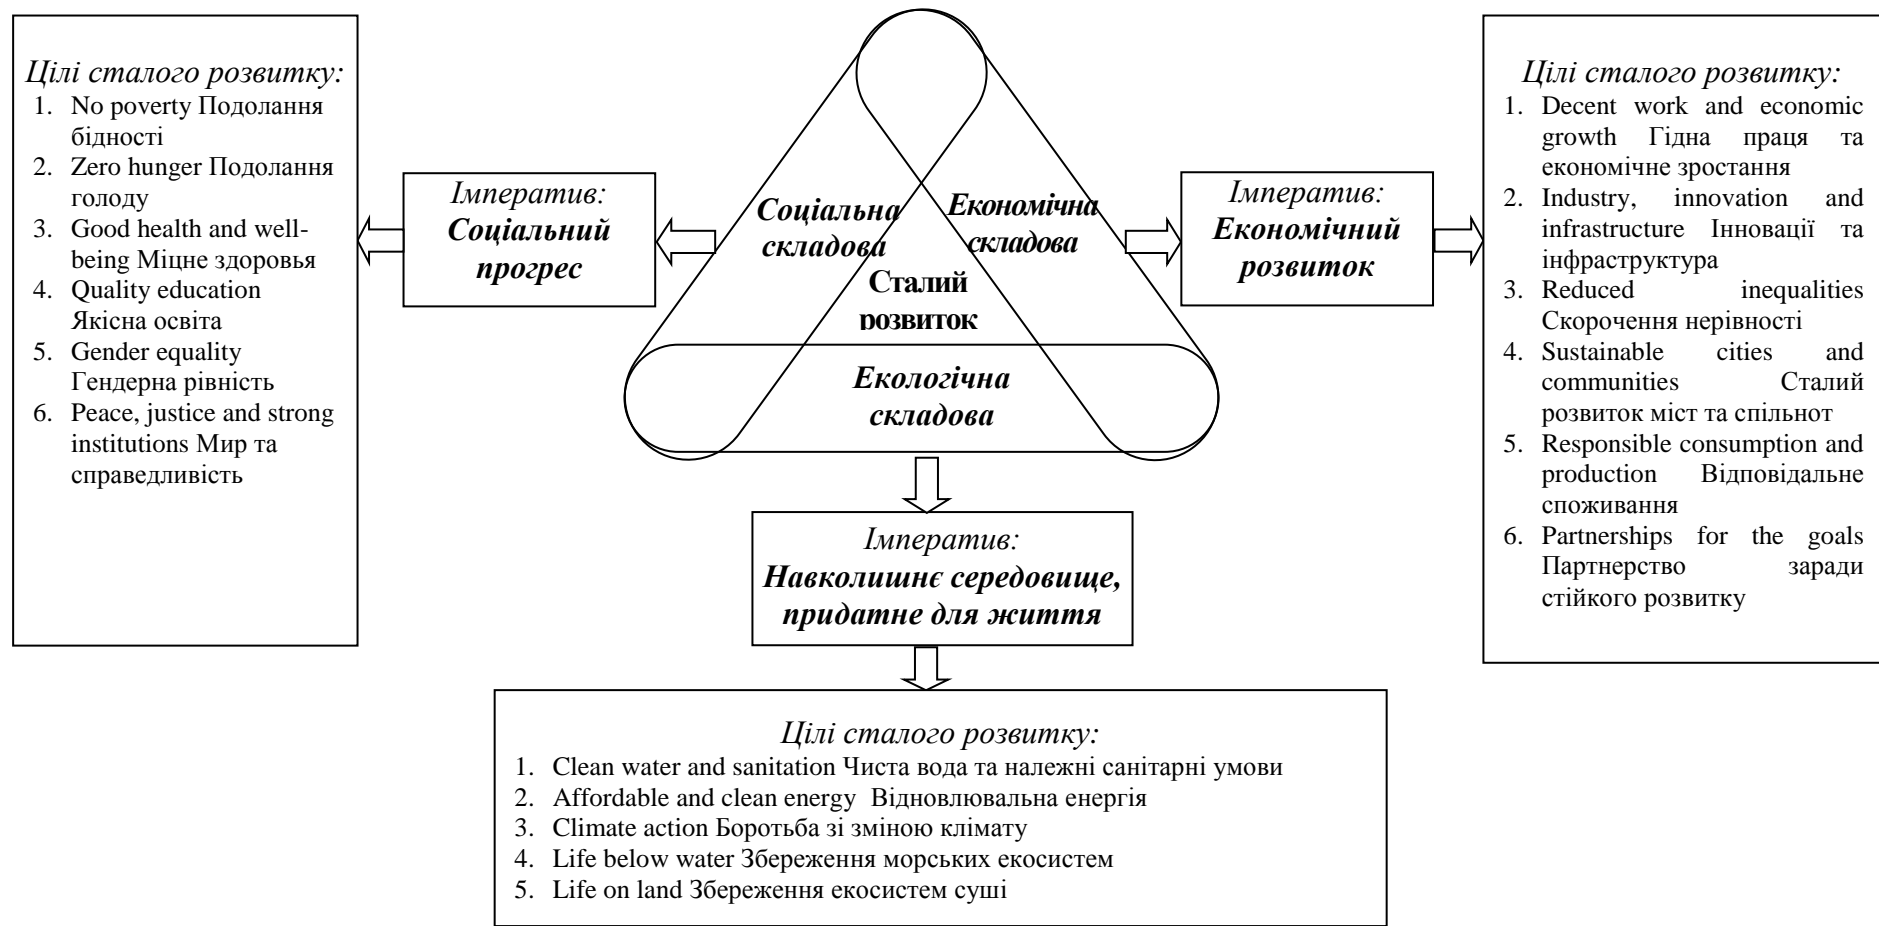 Цілі сталого розвитку:
1. No poverty Подолання
бідності
2. Zero hunger Подолання
голоду
3. Good health and well-
being Міцне здоровья
4. Quality education
Якісна освіта
5. Gender equality
Гендерна рівність
6. Peace, justice and strong
institutions Мир та
справедливість
Імператив:
Соціальний
прогрес
Соціальна
складова
Економічна
складова
Сталий
розвиток
Екологічна
складова
Імператив:
Економічний
розвиток
Цілі сталого розвитку:
1. Decent work and economic
growth Гідна праця та
економічне зростання
2. Industry, innovation and
infrastructure Інновації та
інфраструктура
3. Reduced inequalities
Скорочення нерівності
4. Sustainable cities and
communities Сталий
розвиток міст та спільнот
5. Responsible consumption and
production Відповідальне
споживання
6. Partnerships for the goals
Партнерство заради
стійкого розвитку
Імператив:
Навколишнє середовище,
придатне для життя
Цілі сталого розвитку:
1. Clean water and sanitation Чиста вода та належні санітарні умови
2. Affordable and clean energy Відновлювальна енергія
3. Climate action Боротьба зі зміною клімату
4. Life below water Збереження морських екосистем
5. Life on land Збереження екосистем суші